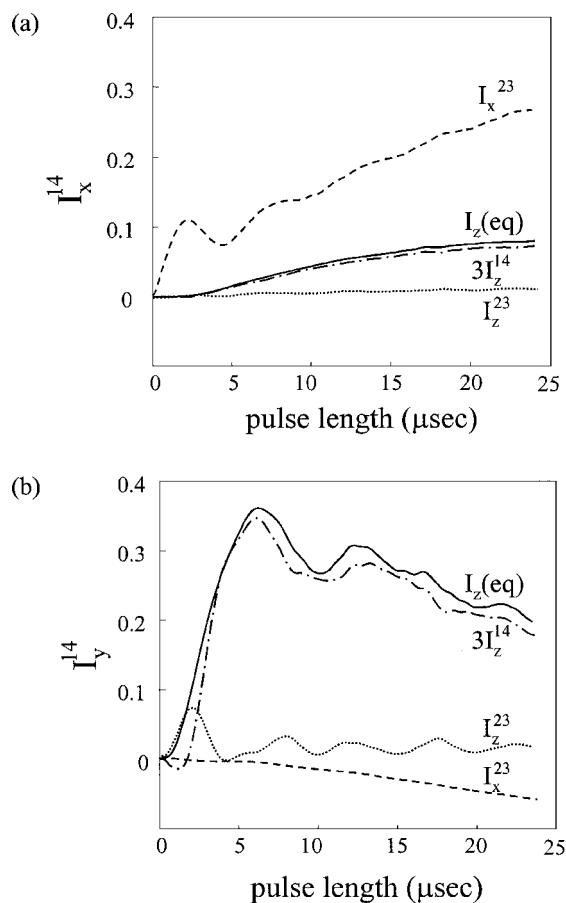 (a)
0.4
0.3
0.2
0.1
0
I_x^14
I_x^23
I_z(eq)
3I_z^14
I_z^23
0 5 10 15 20 25
pulse length (μsec)
(b)
0.4
0.3
0.2
0.1
0
I_y^14
I_z(eq)
3I_z^14
I_z^23
I_x^23
0 5 10 15 20 25
pulse length (μsec)